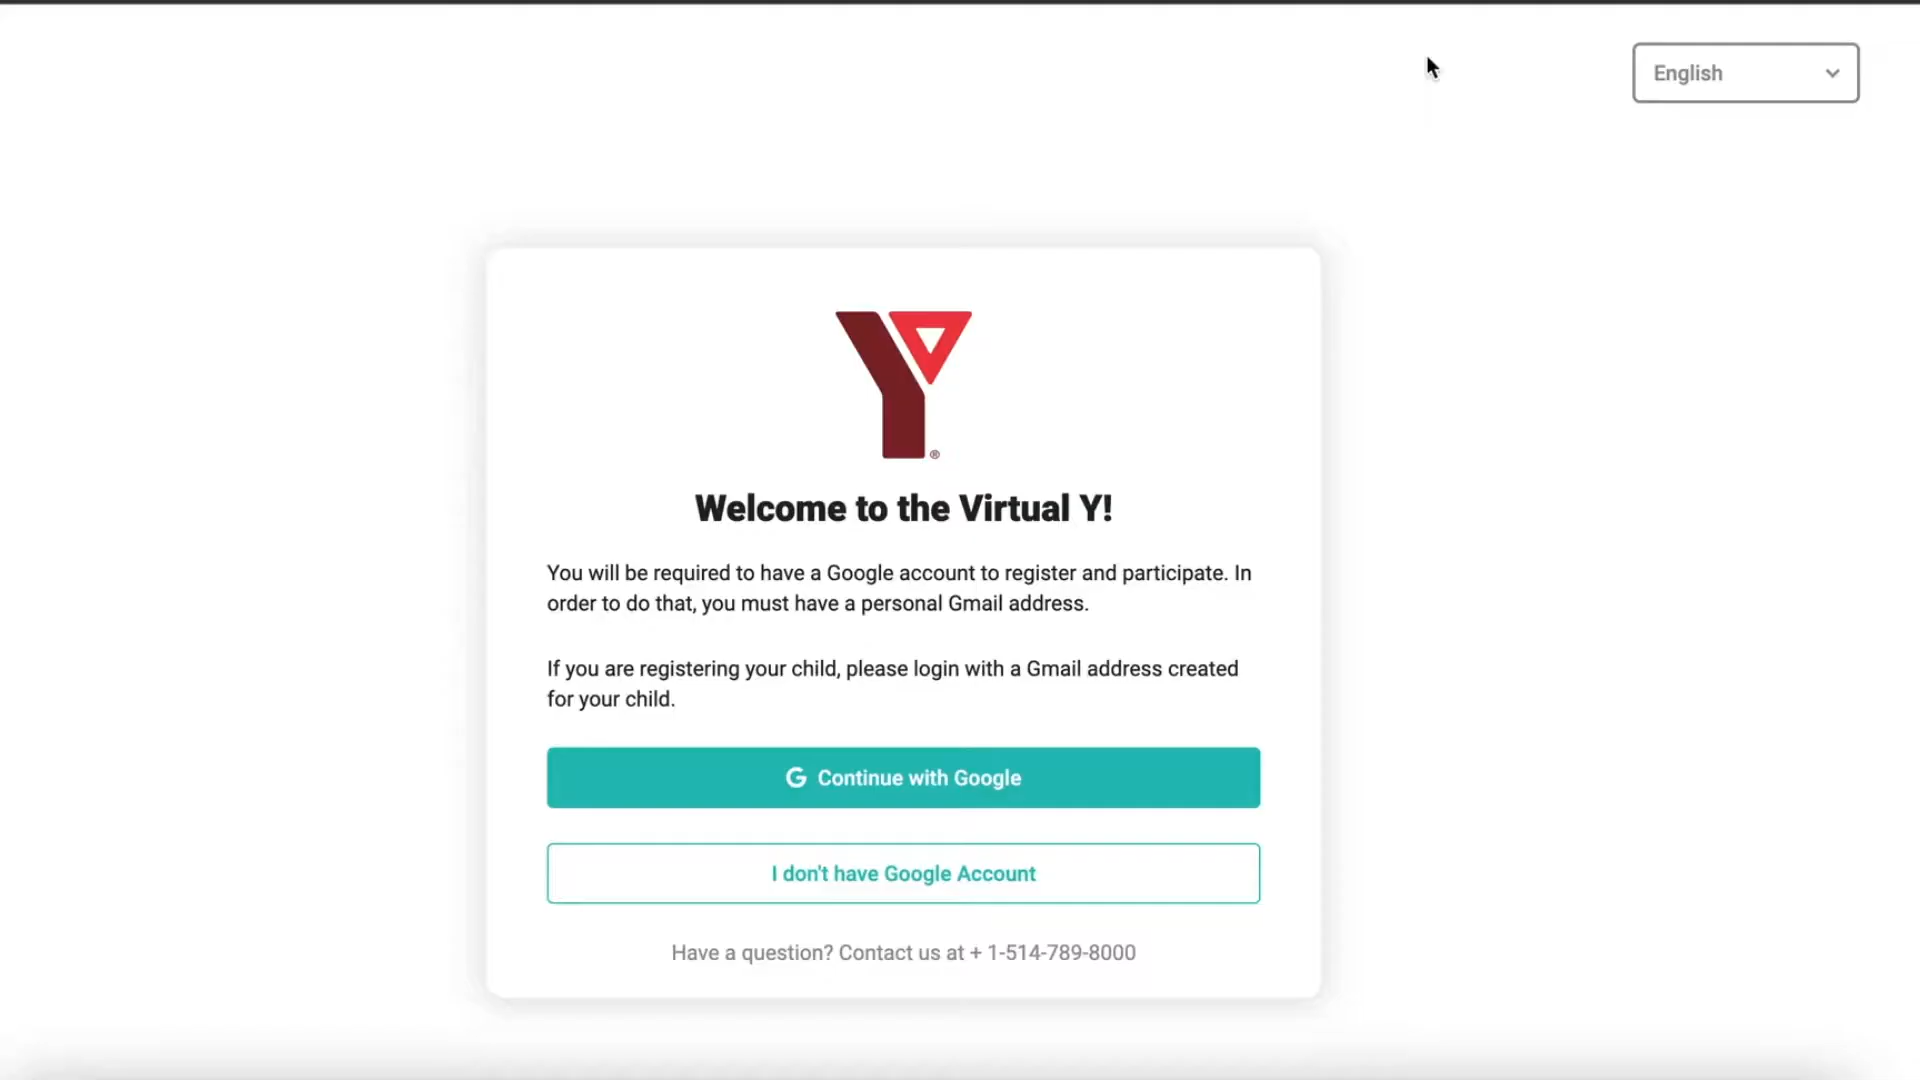 English
Y®
Welcome to the Virtual Y!
You will be required to have a Google account to register and participate. In
order to do that, you must have a personal Gmail address.
If you are registering your child, please login with a Gmail address created
for your child.
G Continue with Google
I don't have Google Account
Have a question? Contact us at + 1-514-789-8000